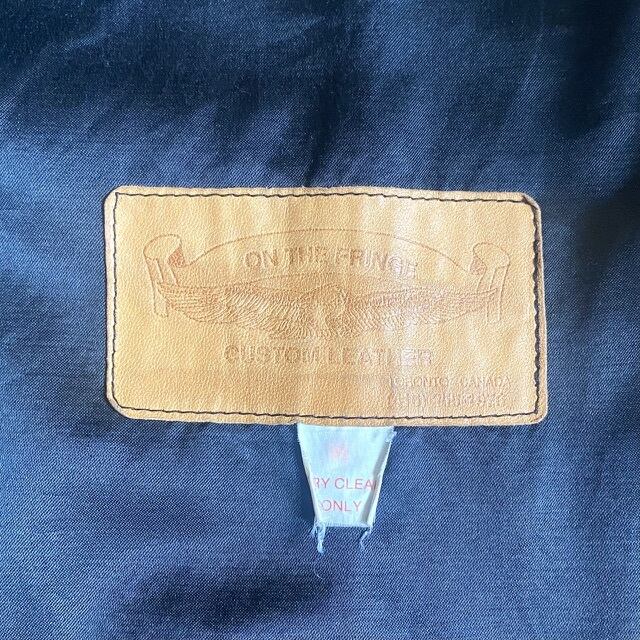 ON THE FRINGE
CUSTOM LEATHER
TORONTO CANADA
RY CLEA
ONLY